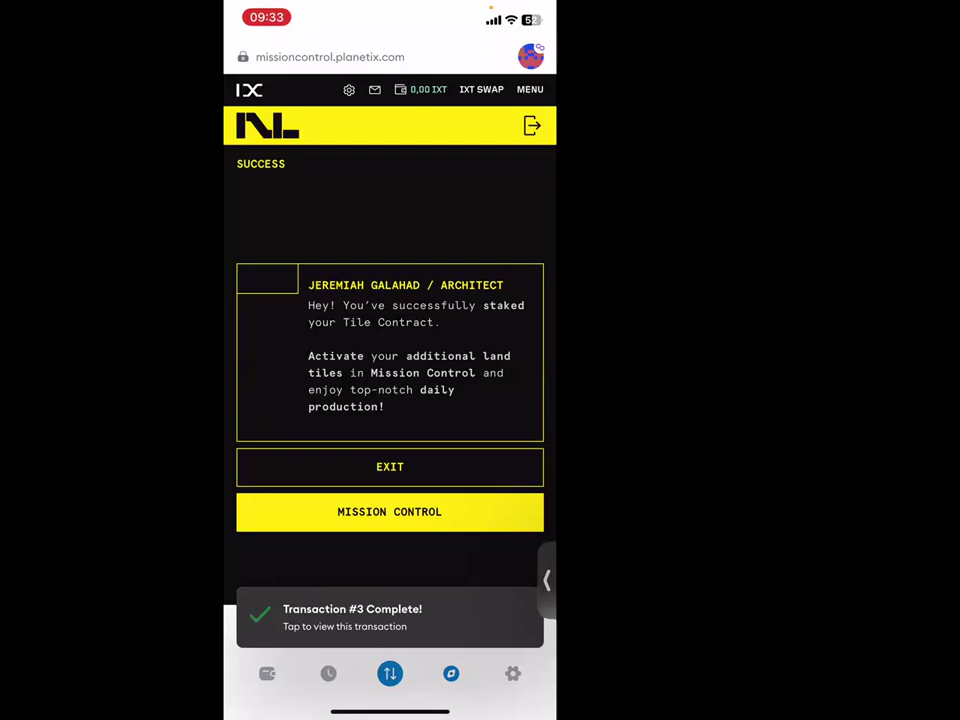 09:33
52
missioncontrol.planetix.com
IX
0,00 IXT
IXT SWAP
MENU
NL
SUCCESS
JEREMIAH GALAHAD / ARCHITECT
Hey! You’ve successfully staked
your Tile Contract.
Activate your additional land
tiles in Mission Control and
enjoy top-notch daily
production!
EXIT
MISSION CONTROL
Transaction #3 Complete!
Tap to view this transaction